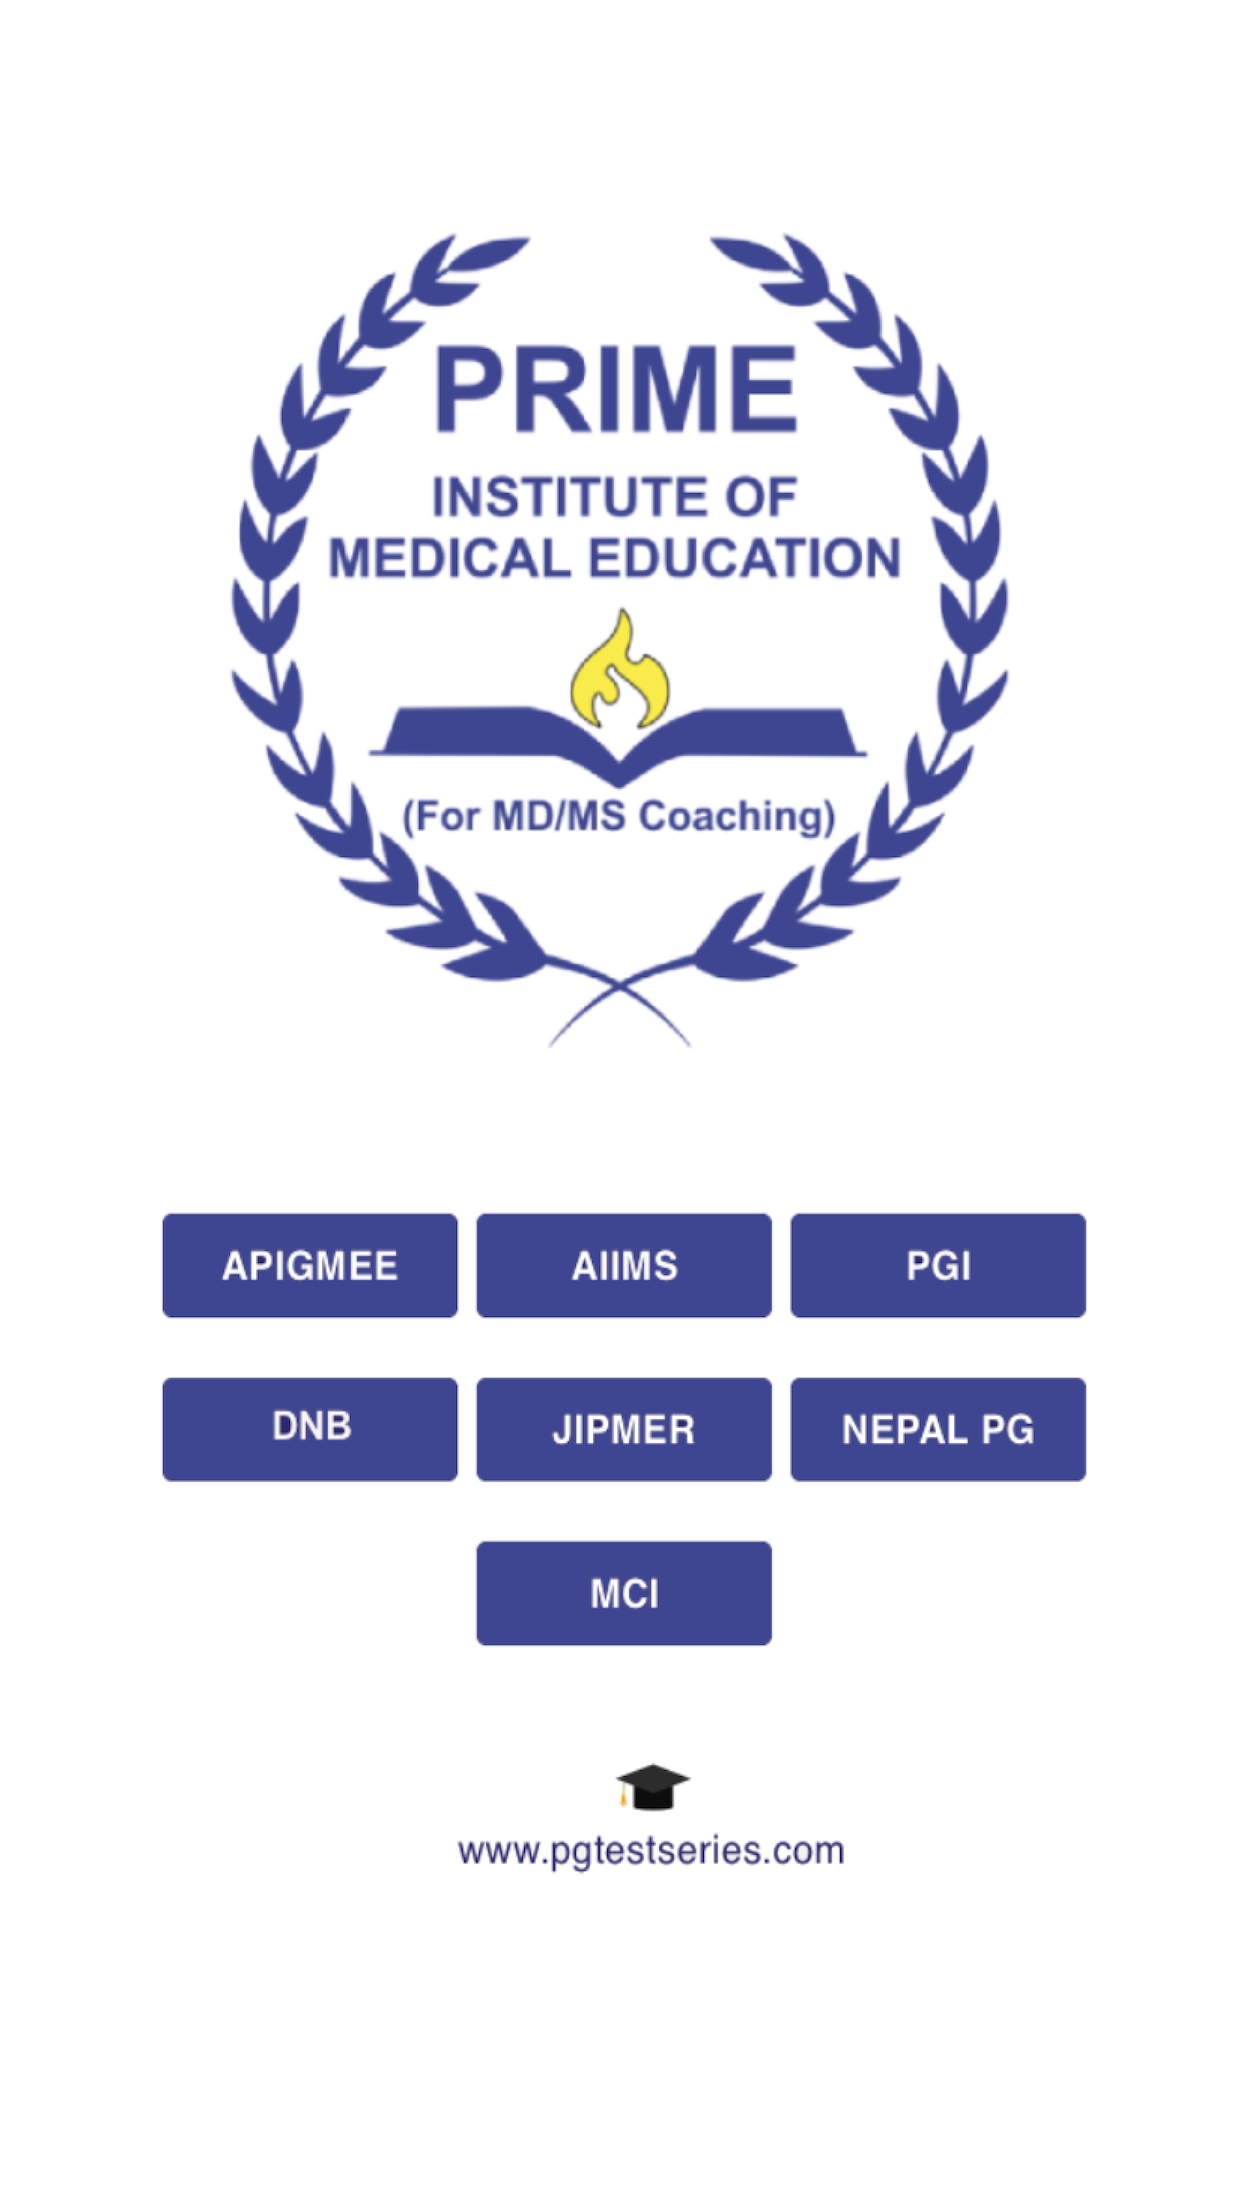 PRIME
INSTITUTE OF
MEDICAL EDUCATION
(For MD/MS Coaching)
APIGMEE
AIIMS
PGI
DNB
JIPMER
NEPAL PG
MCI
www.pgtestseries.com